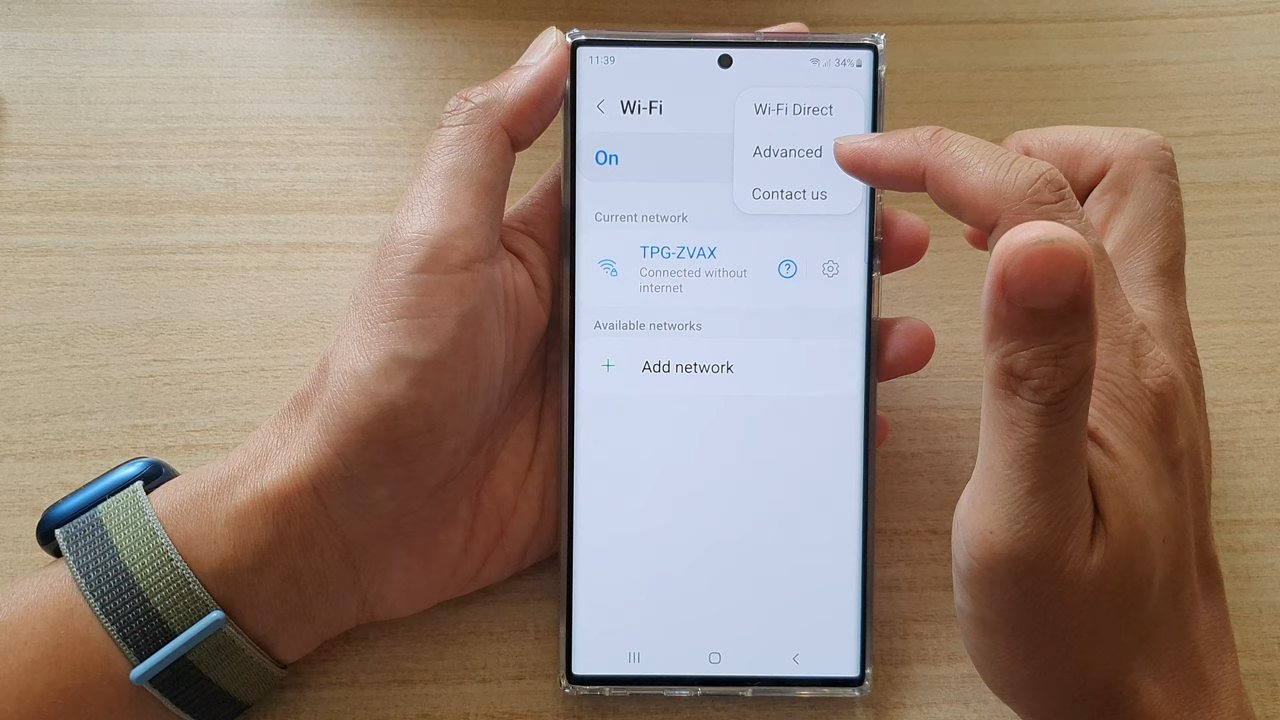 11:39
34%
Wi-Fi
Wi-Fi Direct
Advanced
Contact us
On
Current network
TPG-ZVAX
Connected without
internet
?
Available networks
+ Add network